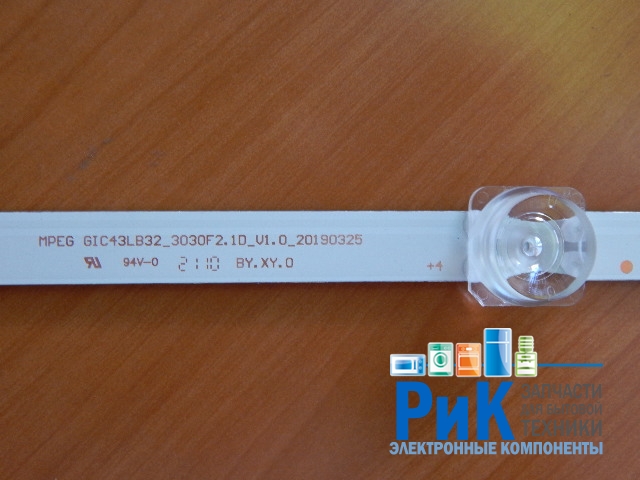 MPEG GIC43LB32_3030F2.1D_V1.0_20190325
94V-0 2110 BY.XY.0
+4
РиК
ЗАПЧАСТИ
ДЛЯ БЫТОВОЙ
ТЕХНИКИ
ЭЛЕКТРОННЫЕ КОМПОНЕНТЫ